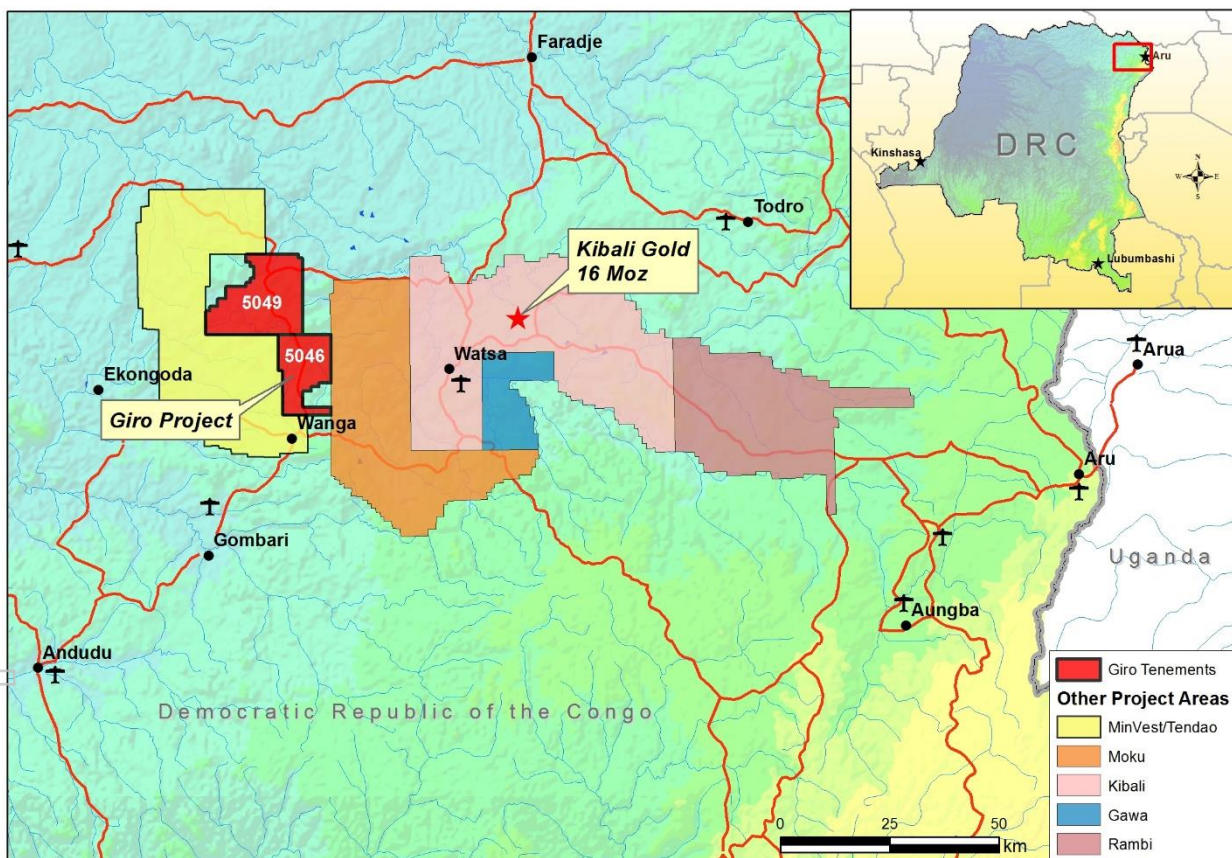 Faradje
Todro
Kibali Gold
16 Moz
5049
5046
Watsa
Ekongoda
Giro Project
Wanga
Gombari
Andudu
Arua
Aru
Uganda
Aungba
Democratic Republic of the Congo
Aru
DRC
Kinshasa
N
W E
S
Lubumbashi
Giro Tenements
Other Project Areas
MinVest/Tendao
Moku
Kibali
Gawa
Rambi
0 25 50
km